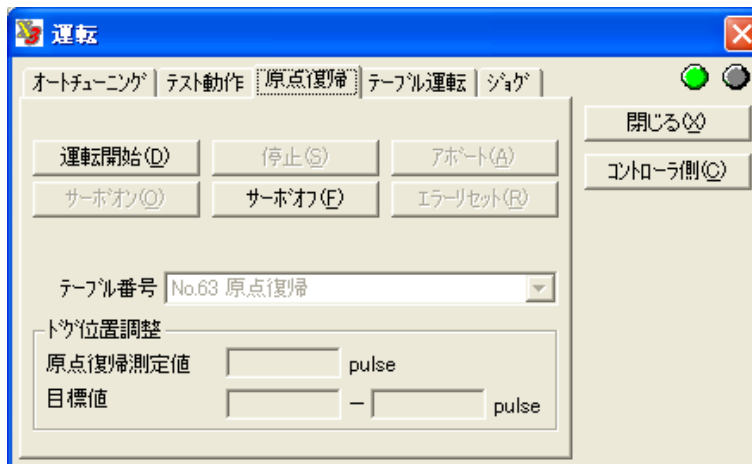 運転
オートチューニング テスト動作 原点復帰 テーブル運転 ジョグ
閉じる(X)
運転開始(D) 停止(S) アボート(A)
コントローラ側(C)
サーボオン(O) サーボオフ(F) エラーリセット(R)
テーブル番号 No.63 原点復帰
ドグ位置調整
原点復帰測定値 pulse
目標値 ー pulse